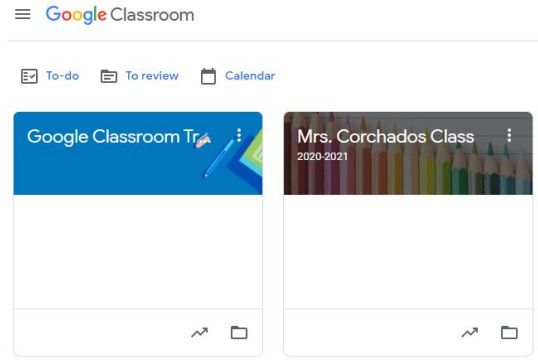 Google Classroom
To-do
To review
Calendar
Google Classroom Tr
Mrs. Corchados Class
2020-2021